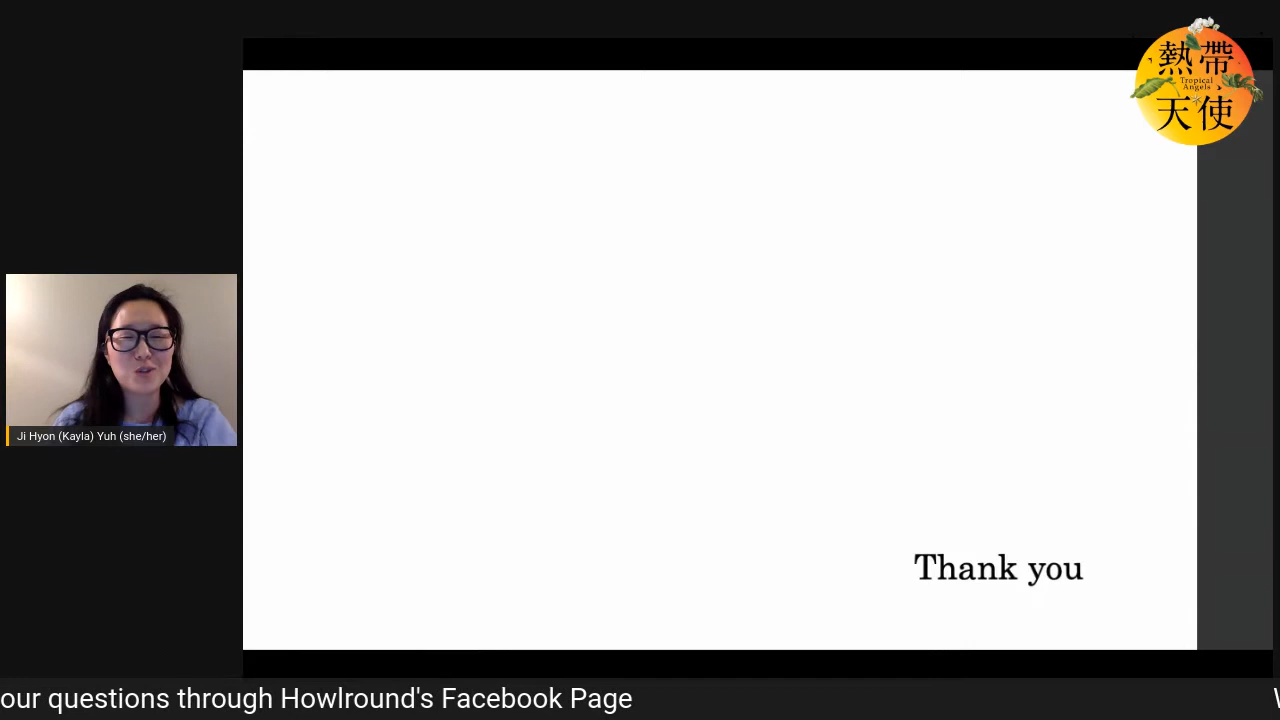 熱帶
Tropical
Angels
天使
Ji Hyon (Kayla) Yuh (she/her)
Thank you
our questions through Howlround's Facebook Page